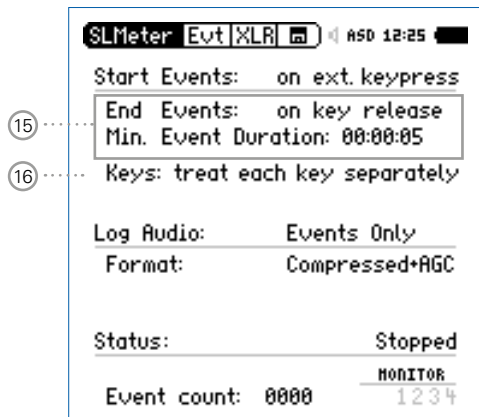 SLMeter Evt XLR ASD 12:25
Start Events: on ext. keypress
15
End Events: on key release
Min. Event Duration: 00:00:05
16
Keys: treat each key separately
Log Audio: Events Only
Format: Compressed+AGC
Status: Stopped
MONITOR
Event count: 0000 1234